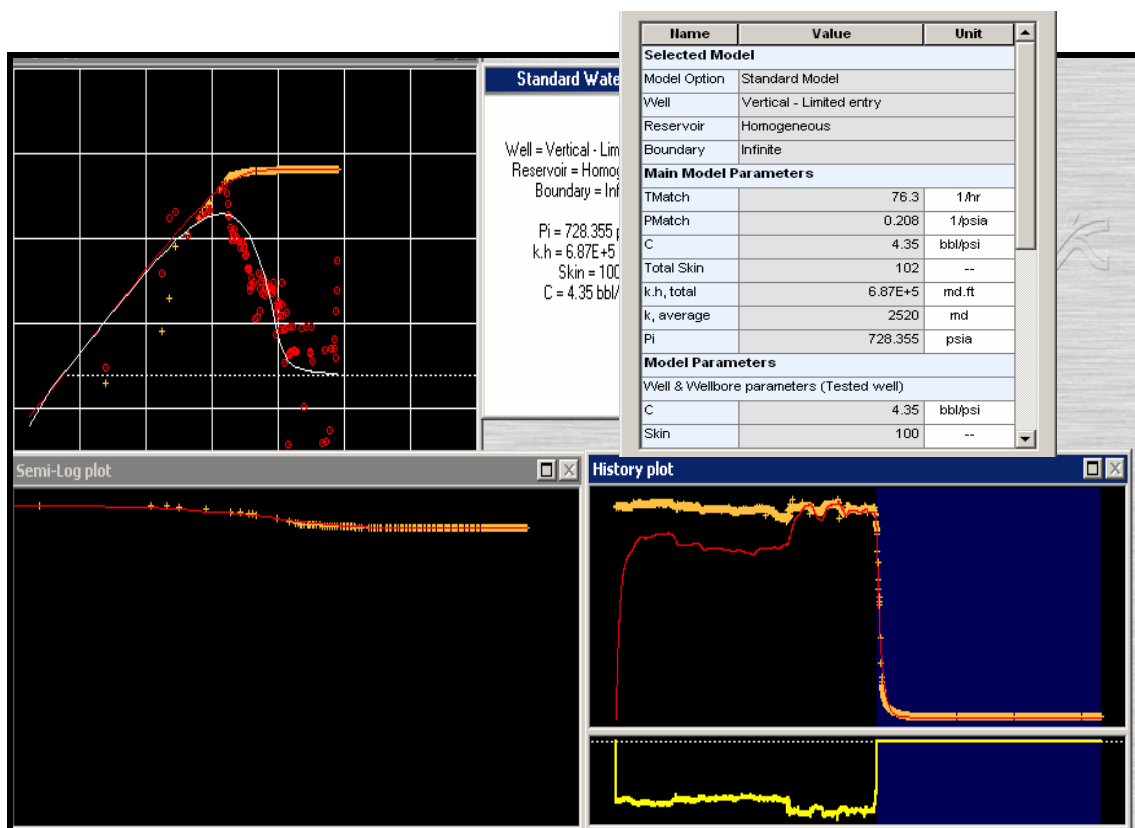 Standard Wate
Well = Vertical - Lim
Reservoir = Homog
Boundary = Inf
Pi = 728.355 p
k.h = 6.87E+5
Skin = 100
C = 4.35 bbl/
Name Value Unit
Selected Model
Model Option Standard Model
Well Vertical - Limited entry
Reservoir Homogeneous
Boundary Infinite
Main Model Parameters
TMatch 76.3 1/hr
PMatch 0.208 1/psia
C 4.35 bbl/psi
Total Skin 102 --
k.h, total 6.87E+5 md.ft
k, average 2520 md
Pi 728.355 psia
Model Parameters
Well & Wellbore parameters (Tested well)
C 4.35 bbl/psi
Skin 100 --
Semi-Log plot
History plot